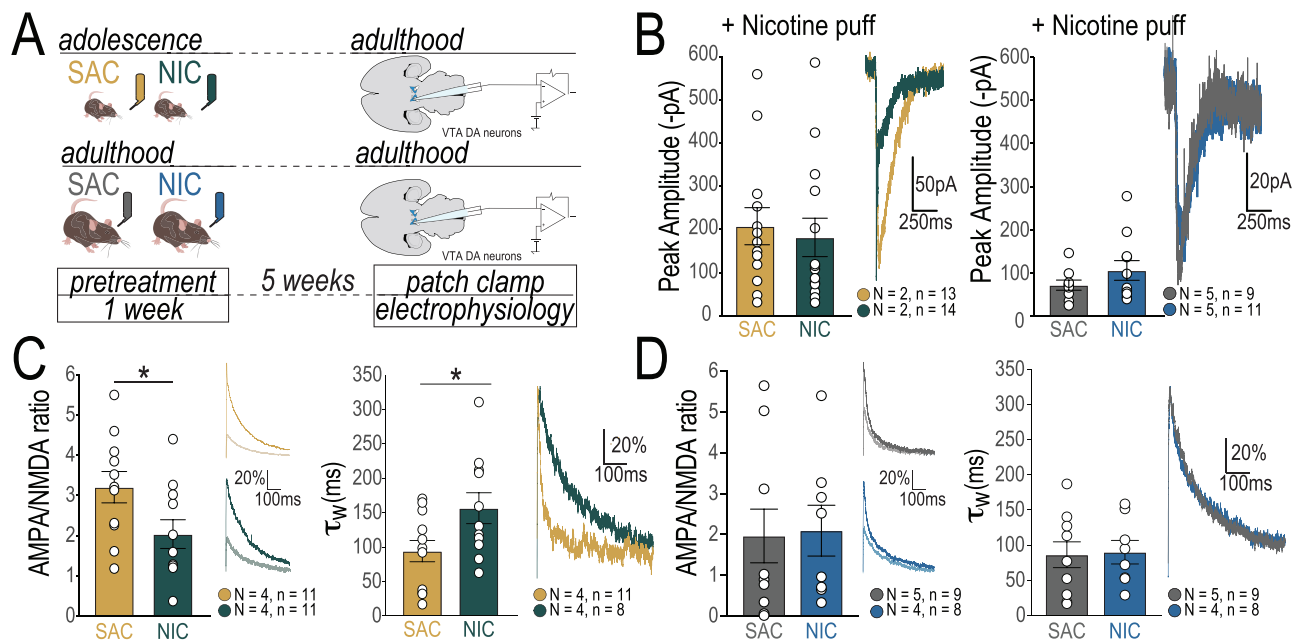 A
adolescence
adulthood
SAC NIC
VTA DA neurons
adulthood
adulthood
SAC NIC
VTA DA neurons
pretreatment
1 week
5 weeks
patch clamp
electrophysiology
B
+ Nicotine puff
Peak Amplitude (-pA)
600
500
400
300
200
100
0
SAC
NIC
50pA
250ms
N = 2, n = 13
N = 2, n = 14
+ Nicotine puff
Peak Amplitude (-pA)
600
500
400
300
200
100
0
SAC
NIC
20pA
250ms
N = 5, n = 9
N = 5, n = 11
C
AMPA/NMDA ratio
6
5
4
3
2
1
0
*
SAC
NIC
20%
100ms
N = 4, n = 11
N = 4, n = 11
τw(ms)
350
300
250
200
150
100
50
0
*
SAC
NIC
20%
100ms
N = 4, n = 11
N = 4, n = 8
D
AMPA/NMDA ratio
6
5
4
3
2
1
0
SAC
NIC
20%
100ms
N = 5, n = 9
N = 4, n = 8
τw(ms)
350
300
250
200
150
100
50
0
SAC
NIC
20%
100ms
N = 5, n = 9
N = 4, n = 8